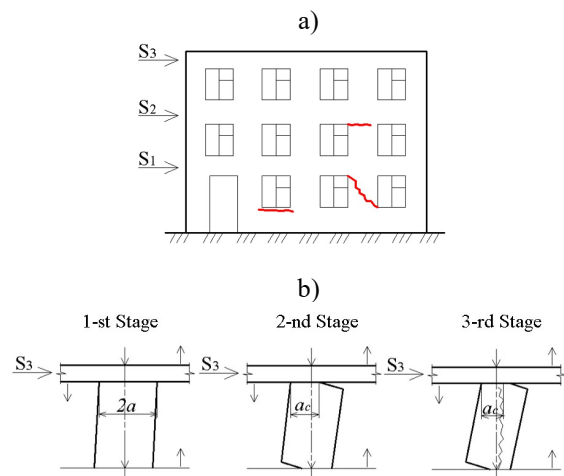 a)
S3
S2
S1
b)
1-st Stage 2-nd Stage 3-rd Stage
S3 S3 S3
2a ac ac